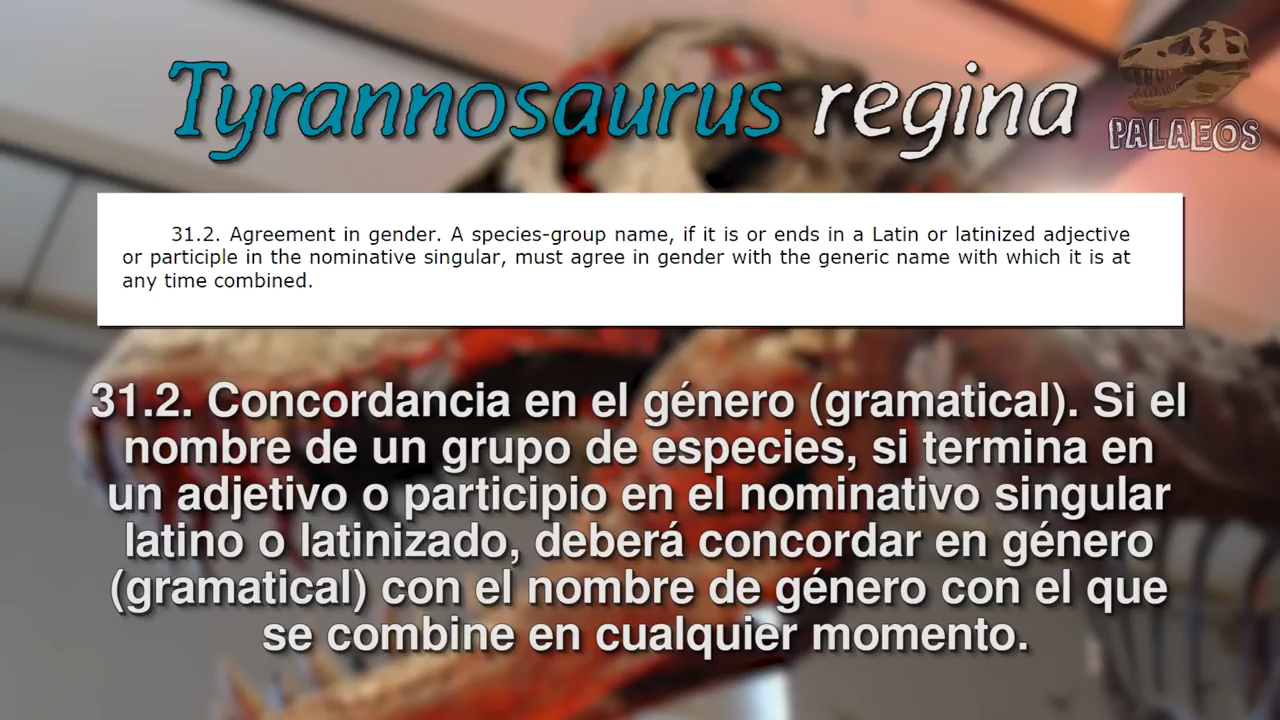 Tyrannosaurus regina
PALAEOS
31.2. Agreement in gender. A species-group name, if it is or ends in a Latin or latinized adjective
or participle in the nominative singular, must agree in gender with the generic name with which it is at
any time combined.
31.2. Concordancia en el género (gramatical). Si el
nombre de un grupo de especies, si termina en
un adjetivo o participio en el nominativo singular
latino o latinizado, deberá concordar en género
(gramatical) con el nombre de género con el que
se combine en cualquier momento.